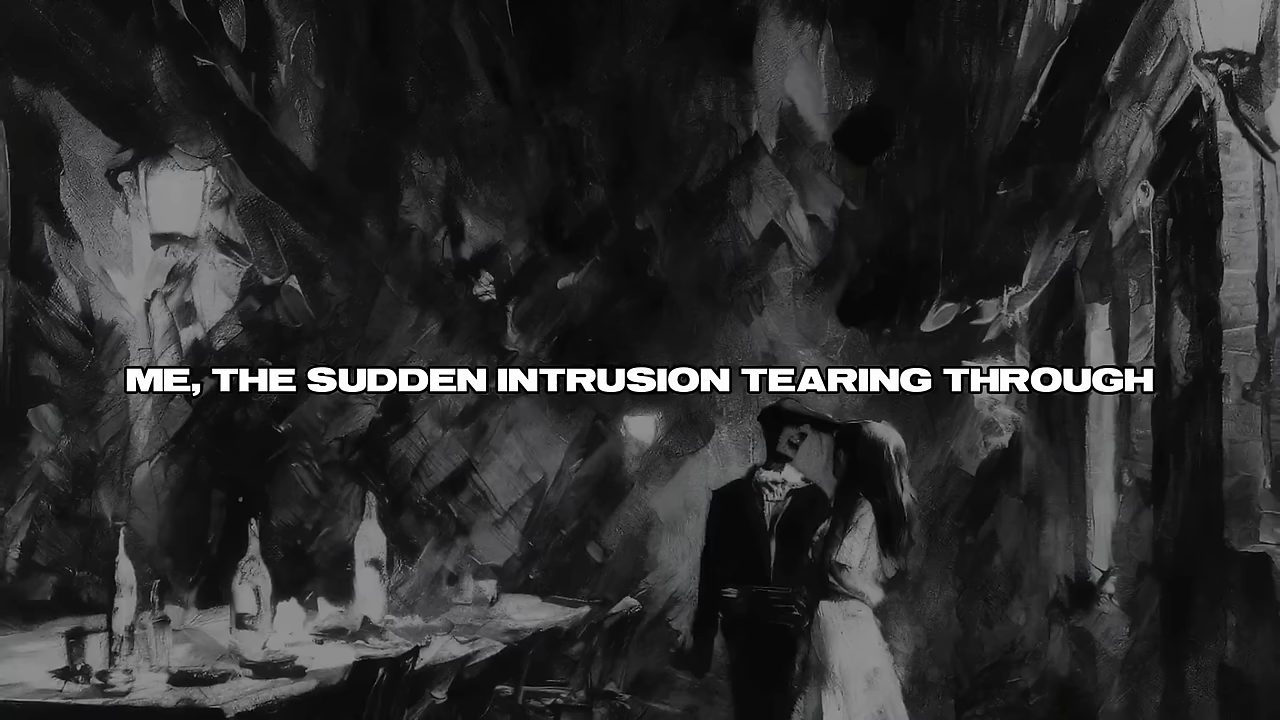 ME, THE SUDDEN INTRUSION TEARING THROUGH